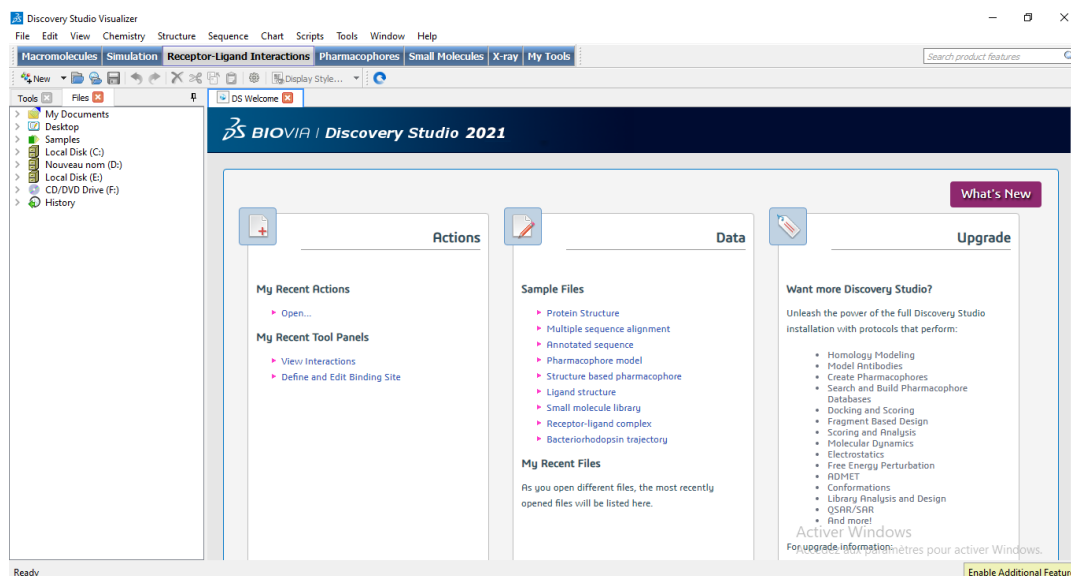 Discovery Studio Visualizer
File Edit View Chemistry Structure Sequence Chart Scripts Tools Window Help
Macromolecules Simulation Receptor-Ligand Interactions Pharmacophores Small Molecules X-ray My Tools
Search product features
New Display Style...
Tools Files DS Welcome
My Documents
Desktop
Samples
Local Disk (C:)
Nouveau nom (D:)
Local Disk (E:)
CD/DVD Drive (F:)
History
BIOVIA | Discovery Studio 2021
What's New
Actions
My Recent Actions
Open...
My Recent Tool Panels
View Interactions
Define and Edit Binding Site
Data
Sample Files
Protein Structure
Multiple sequence alignment
Annotated sequence
Pharmacophore model
Structure based pharmacophore
Ligand structure
Small molecule library
Receptor-ligand complex
Bacteriorhodopsin trajectory
My Recent Files
As you open different files, the most recently
opened files will be listed here.
Upgrade
Want more Discovery Studio?
Unleash the power of the full Discovery Studio
installation with protocols that perform:
Homology Modeling
Model Antibodies
Create Pharmacophores
Search and Build Pharmacophore
Databases
Docking and Scoring
Fragment Based Design
Scoring and Analysis
Molecular Dynamics
Electrostatics
Free Energy Perturbation
ADMET
Conformations
Library Analysis and Design
QSAR/SAR
And more!
For upgrade information:
Activer Windows
Accédez aux paramètres pour activer Windows.
Ready
Enable Additional Feature